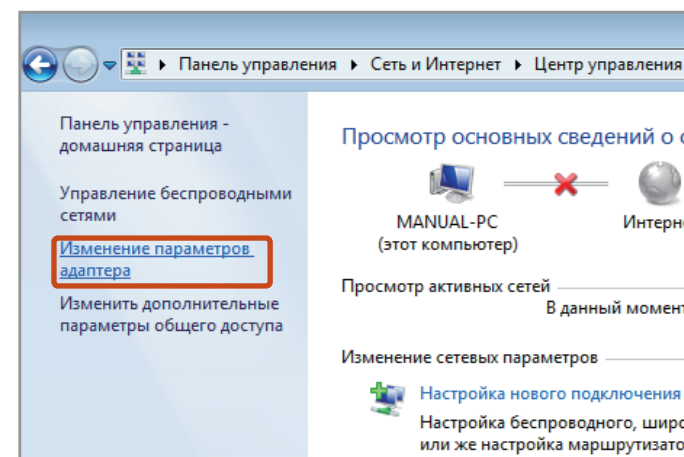 Панель управления ▸ Сеть и Интернет ▸ Центр управления
Панель управления -
домашняя страница
Управление беспроводными
сетями
Изменение параметров
адаптера
Изменить дополнительные
параметры общего доступа
Просмотр основных сведений о
MANUAL-PC
(этот компьютер)
Интерн
Просмотр активных сетей
В данный момент
Изменение сетевых параметров
Настройка нового подключения
Настройка беспроводного, широ
или же настройка маршрутизато